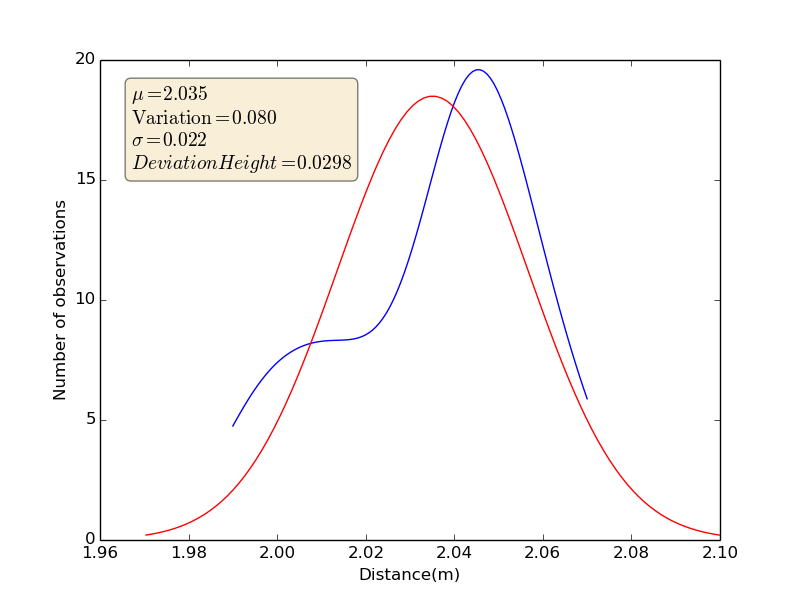 20
15
10
5
0
Number of observations
μ=2.035
Variation=0.080
σ=0.022
DeviationHeight=0.0298
1.96 1.98 2.00 2.02 2.04 2.06 2.08 2.10
Distance(m)